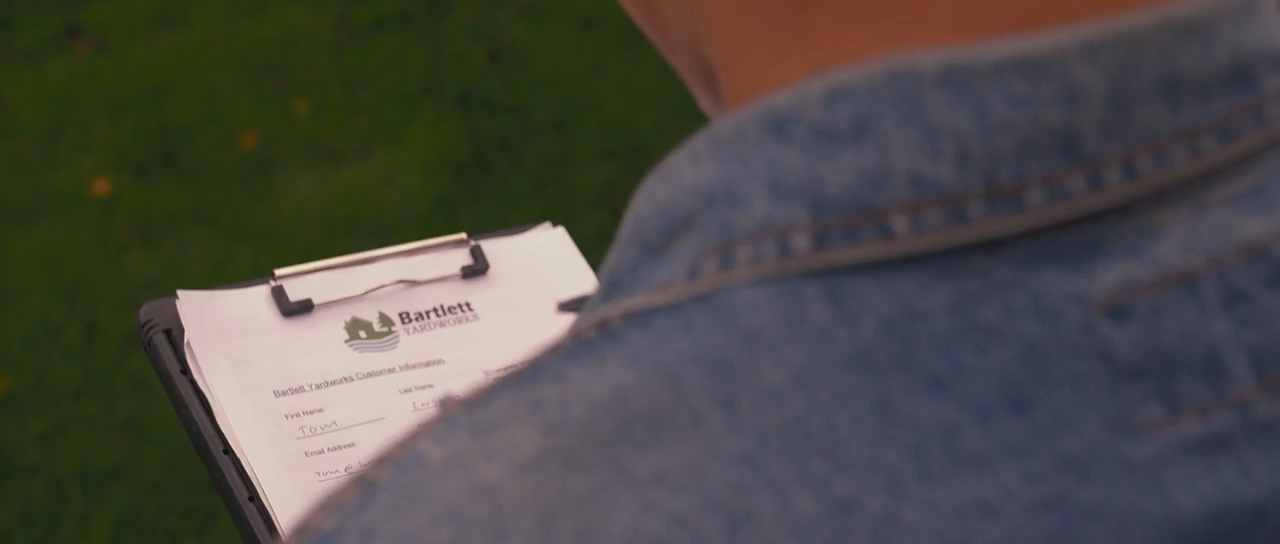 Bartlett
YARDWORKS
Bartlett Yardworks Customer Information
First Name
Last Name:
Tom
Email Address